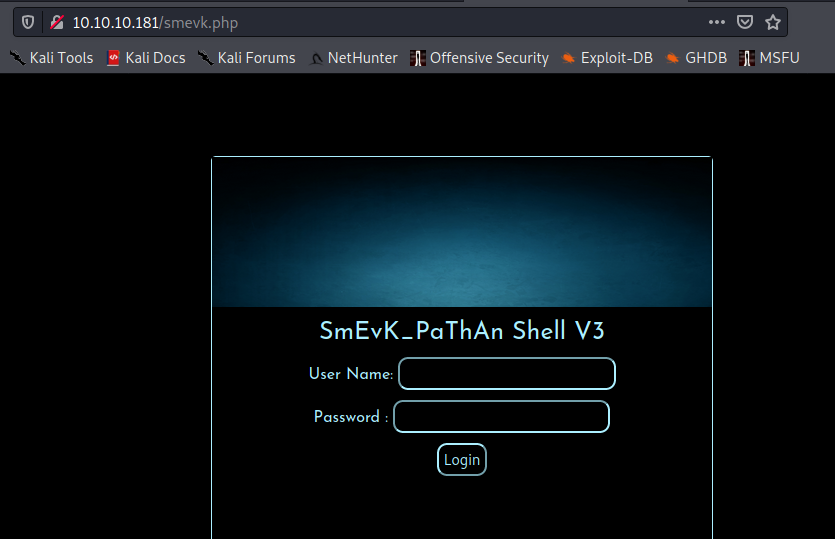 10.10.10.181/smevk.php
Kali Tools Kali Docs Kali Forums NetHunter Offensive Security Exploit-DB GHDB MSFU
SmEvK_PaThAn Shell V3
User Name:
Password :
Login